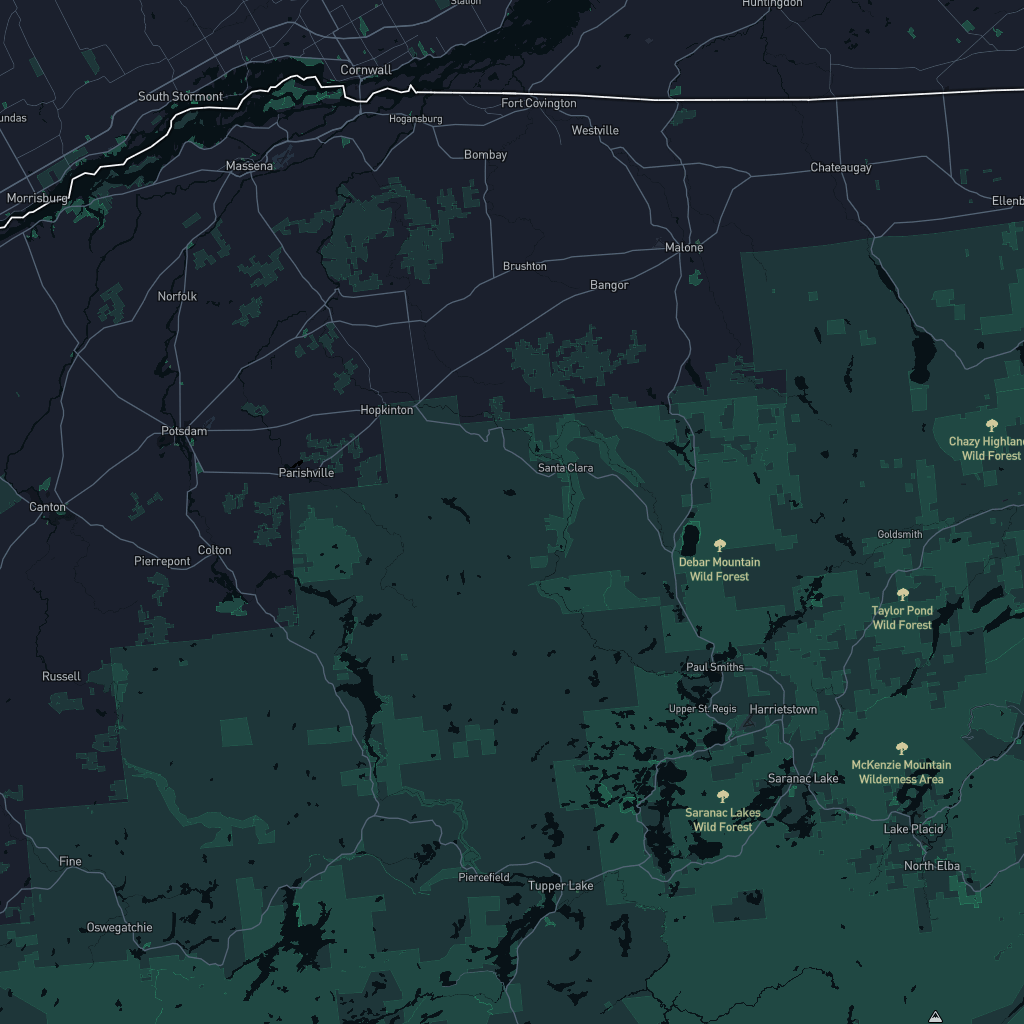 Station
Huntingdon
Cornwall
South Stormont
Fort Covington
undas
Hogansburg
Westville
Bombay
Massena
Chateaugay
Morrisburg
Ellenb
Malone
Brushton
Bangor
Norfolk
Hopkinton
Potsdam
Chazy Highland
Wild Forest
Santa Clara
Parishville
Canton
Goldsmith
Colton
Pierrepont
Debar Mountain
Wild Forest
Taylor Pond
Wild Forest
Paul Smiths
Russell
Upper St. Regis
Harrietstown
McKenzie Mountain
Wilderness Area
Saranac Lake
Saranac Lakes
Wild Forest
Lake Placid
Fine
North Elba
Piercefield
Tupper Lake
Oswegatchie